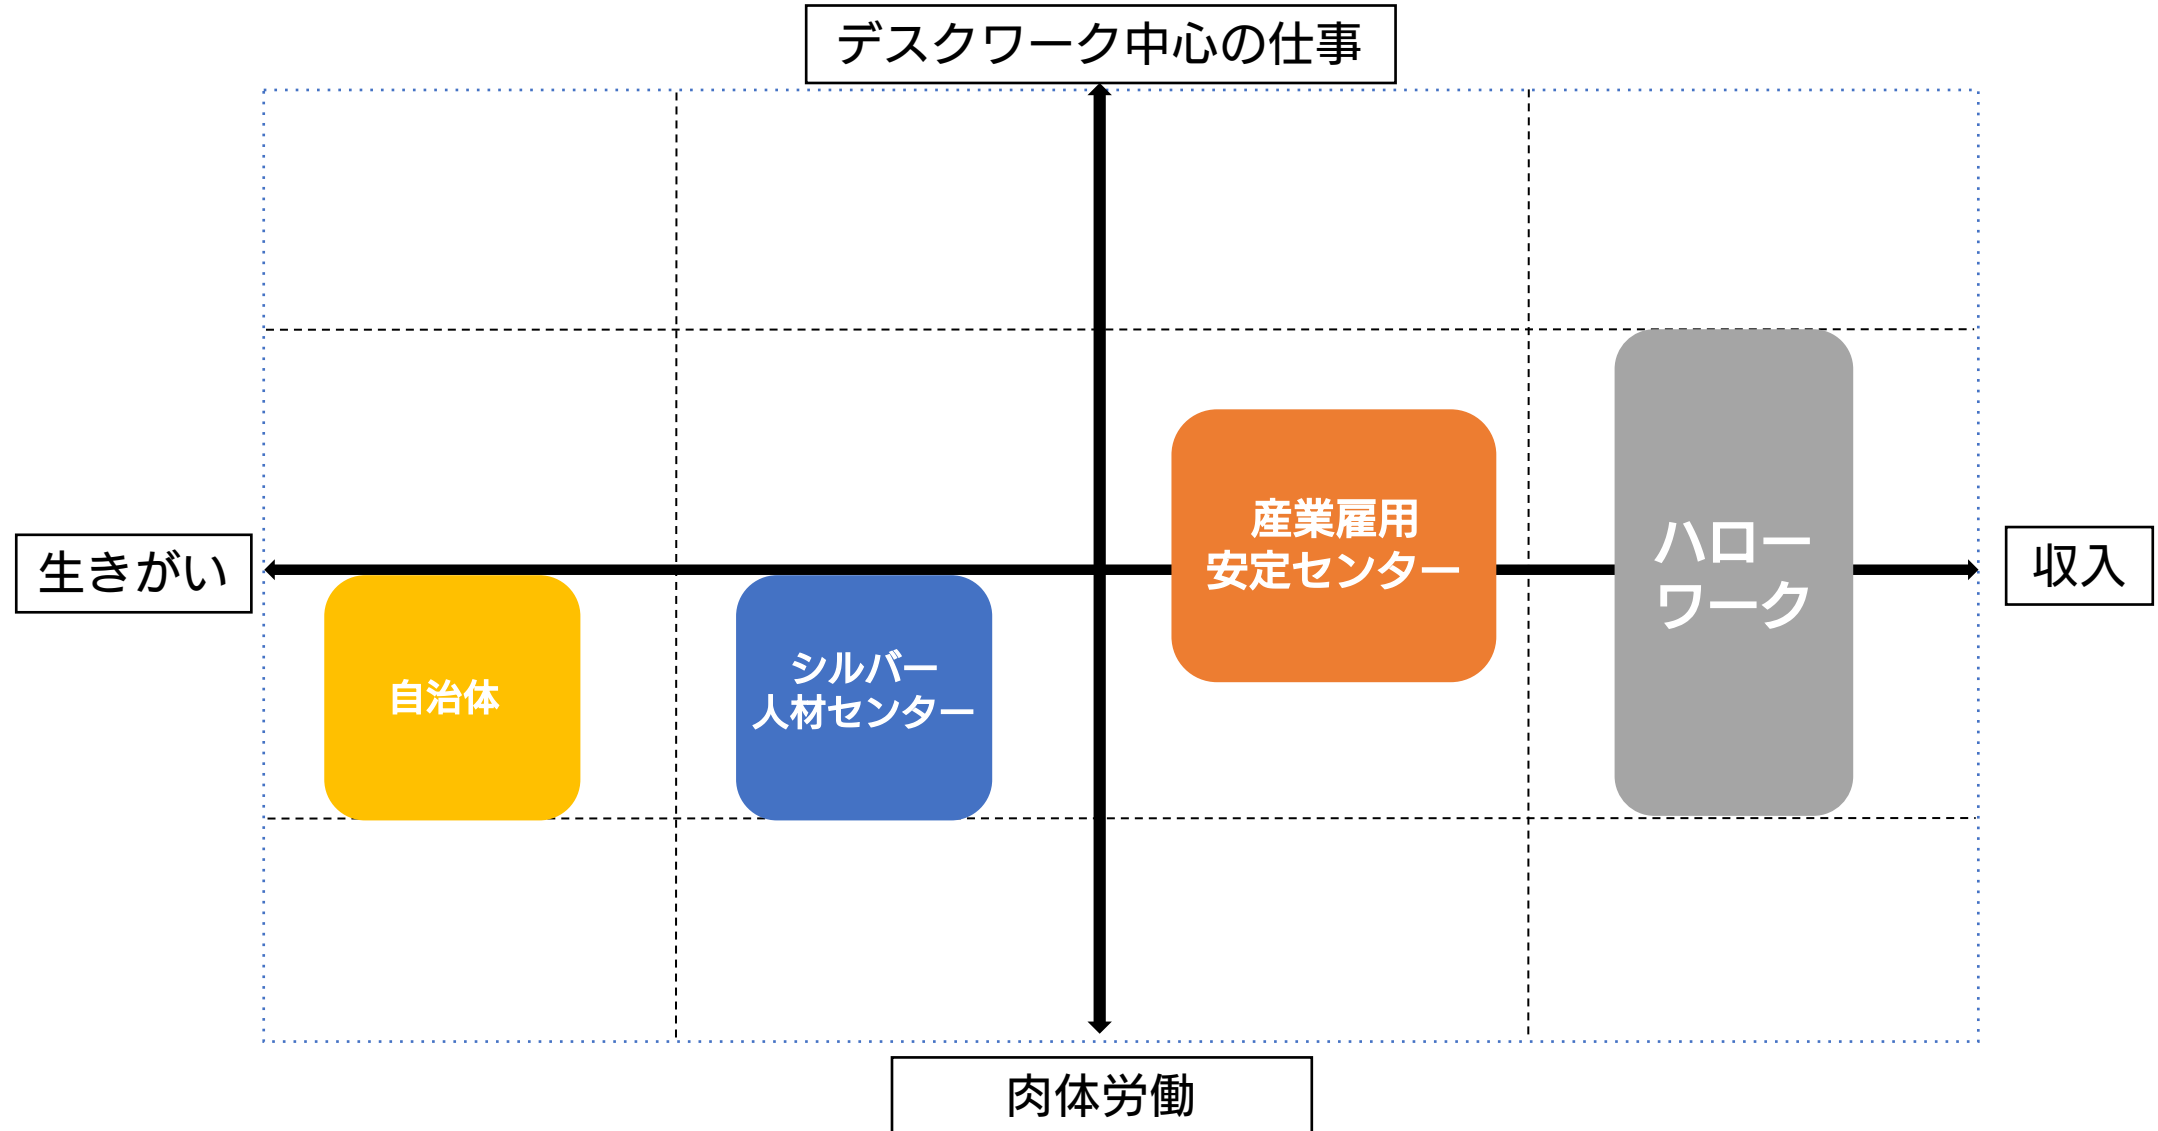 デスクワーク中心の仕事
生きがい
収入
産業雇用
安定センター
ハロー
ワーク
シルバー
人材センター
自治体
肉体労働